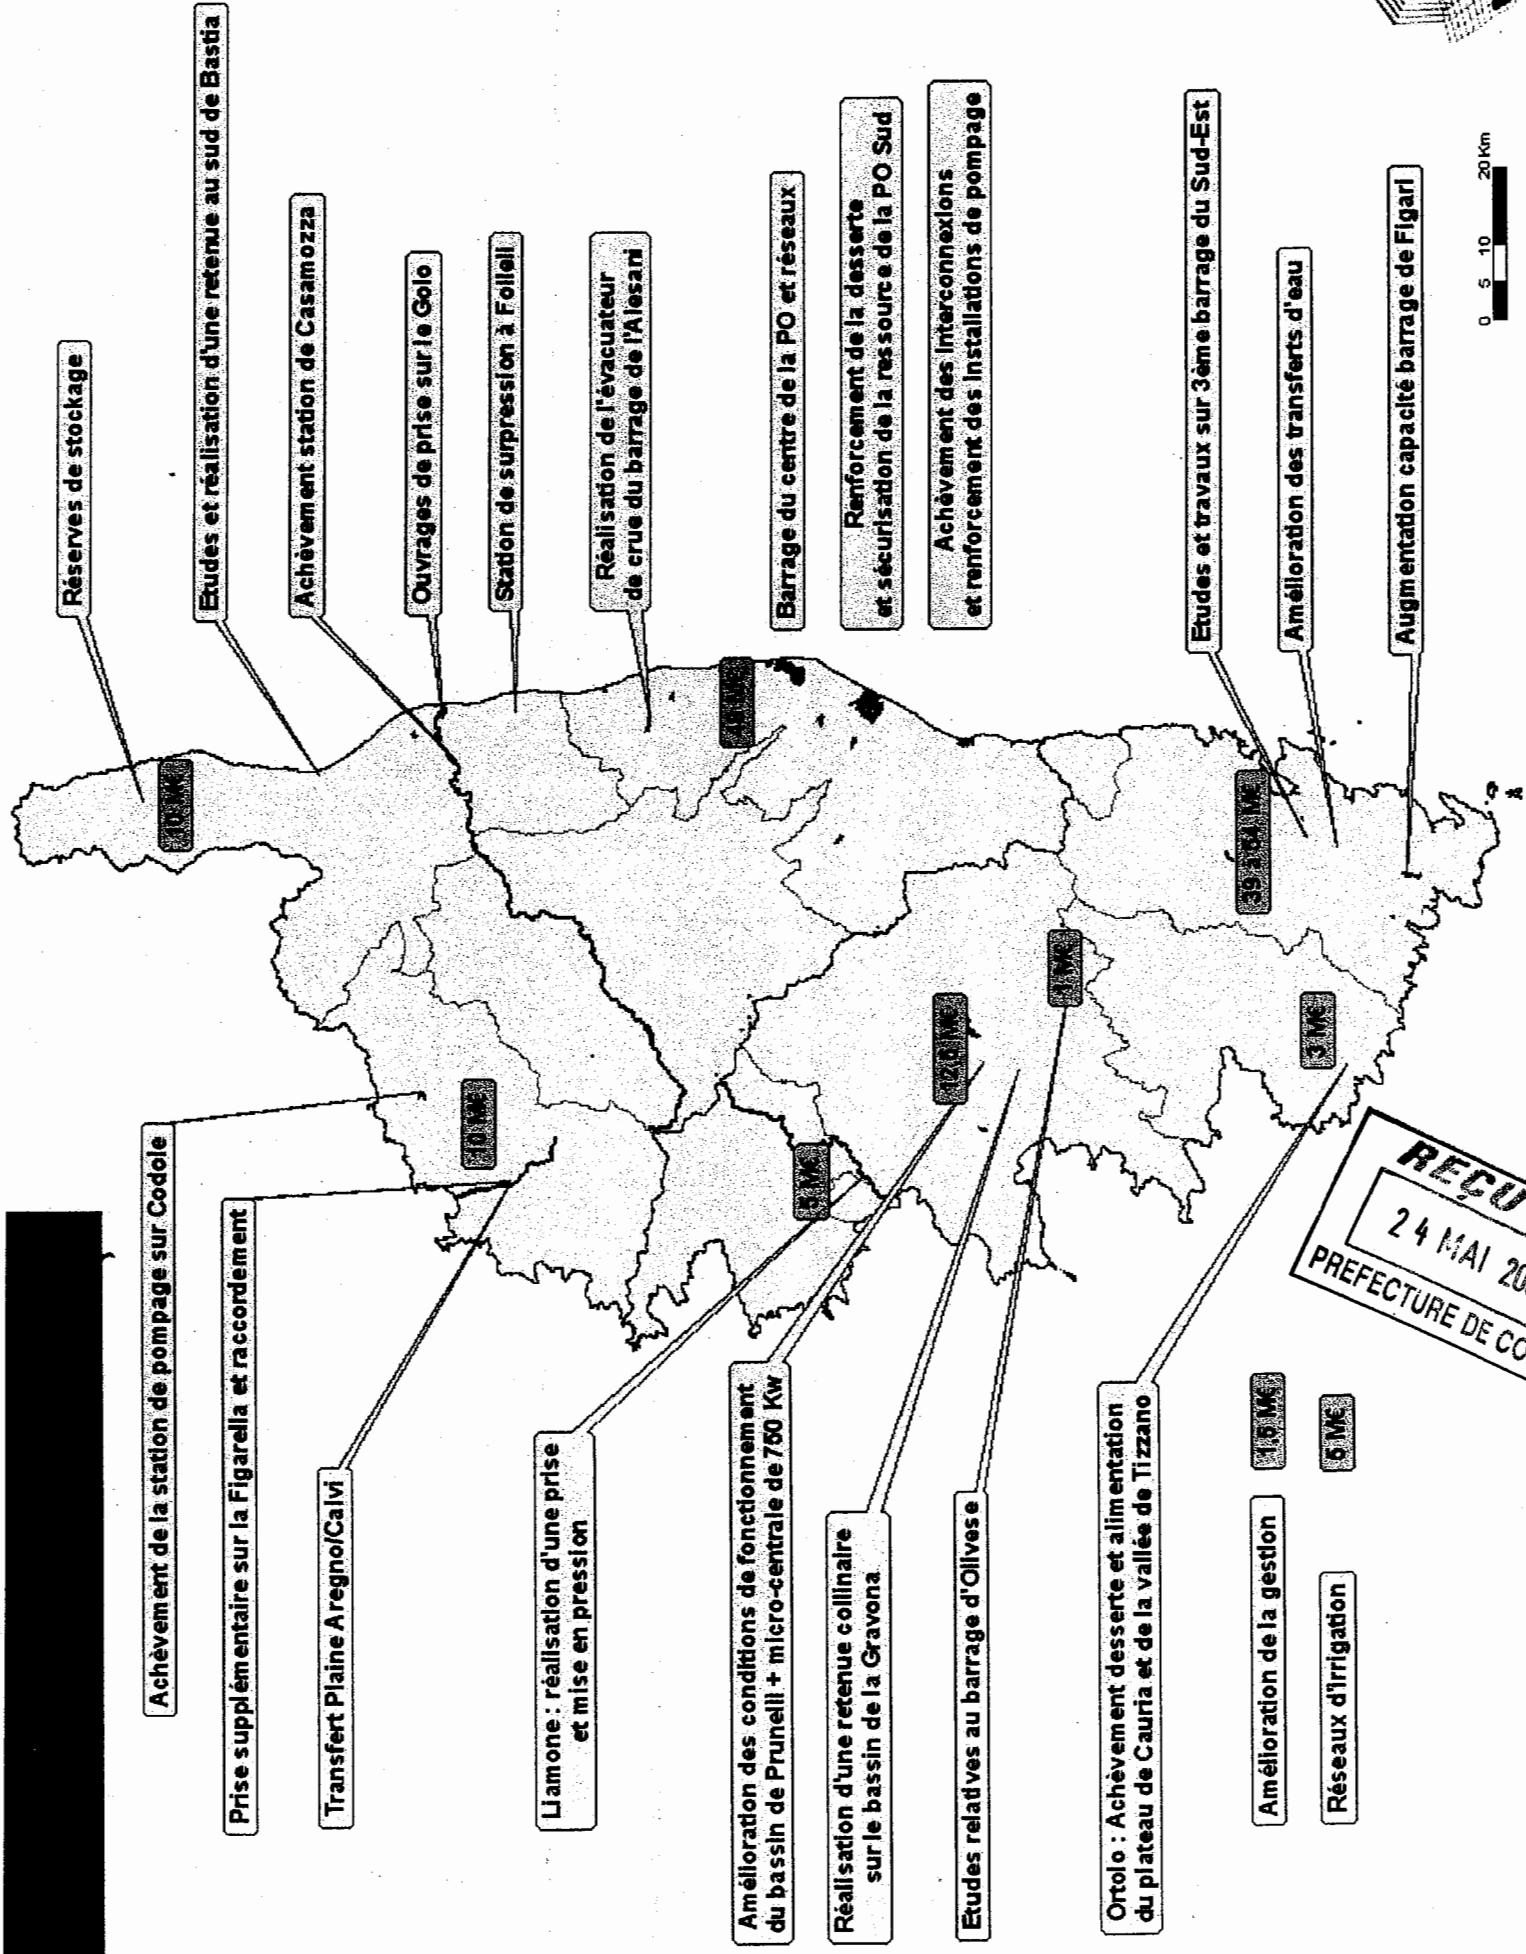 Réserves de stockage
Etudes et réalisation d'une retenue au sud de Bastia
Achèvement station de Casamozza
Ouvrages de prise sur le Golo
Station de surpression à Folleli
Réalisation de l'évacuateur
de crue du barrage de l'Alesani
Barrage du centre de la PO et réseaux
Renforcement de la desserte
et sécurisation de la ressource de la PO Sud
Achèvement des interconnexions
et renforcement des installations de pompage
Etudes et travaux sur 3ème barrage du Sud-Est
Amélioration des transferts d'eau
Augmentation capacité barrage de Figari
0 5 10 20 Km
10 M€
10 M€
5 M€
12,5 M€
1 M€
39 à 54 M€
3 M€
Achèvement de la station de pompage sur Codole
Prise supplémentaire sur la Figarella et raccordement
Transfert Plaine Aregno/Calvi
Liamone : réalisation d'une prise
et mise en pression
Amélioration des conditions de fonctionnement
du bassin de Prunelli + micro-centrale de 750 Kw
Réalisation d'une retenue collinaire
sur le bassin de la Gravona
Etudes relatives au barrage d'Olivese
Ortolo : Achèvement desserte et alimentation
du plateau de Cauria et de la vallée de Tizzano
Amélioration de la gestion
1,5 M€
Réseaux d'irrigation
5 M€
REÇU
24 MAI
PREFECTURE DE